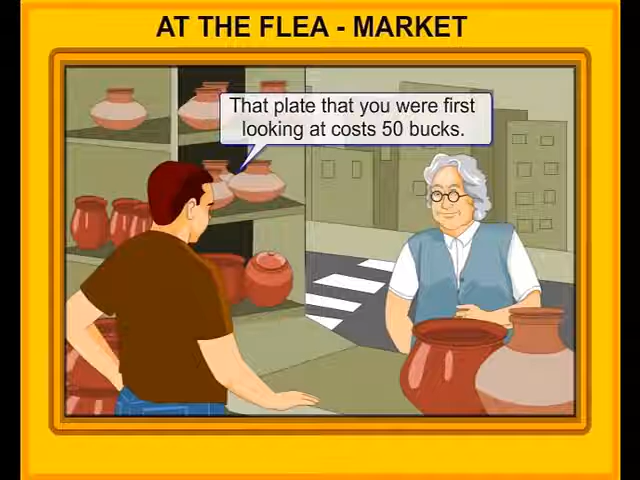 AT THE FLEA - MARKET
That plate that you were first
looking at costs 50 bucks.